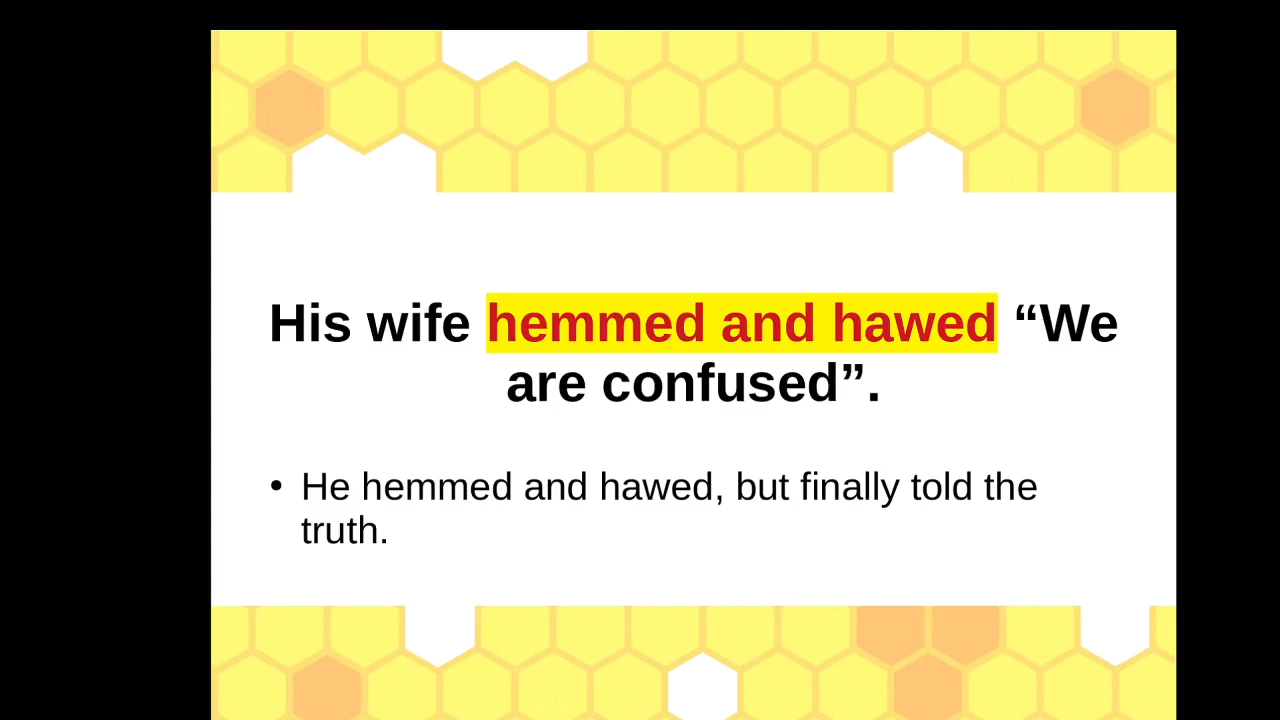 His wife hemmed and hawed “We
are confused”.
• He hemmed and hawed, but finally told the
truth.